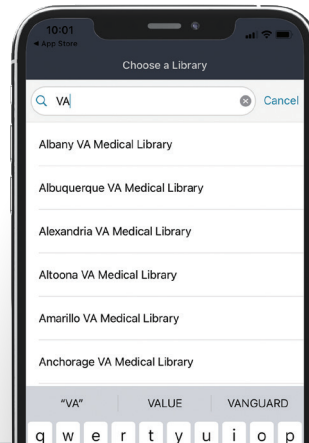 10:01
◀ App Store
Choose a Library
VA Cancel
Albany VA Medical Library
Albuquerque VA Medical Library
Alexandria VA Medical Library
Altoona VA Medical Library
Amarillo VA Medical Library
Anchorage VA Medical Library
“VA” VALUE VANGUARD
q w e r t y u i o p